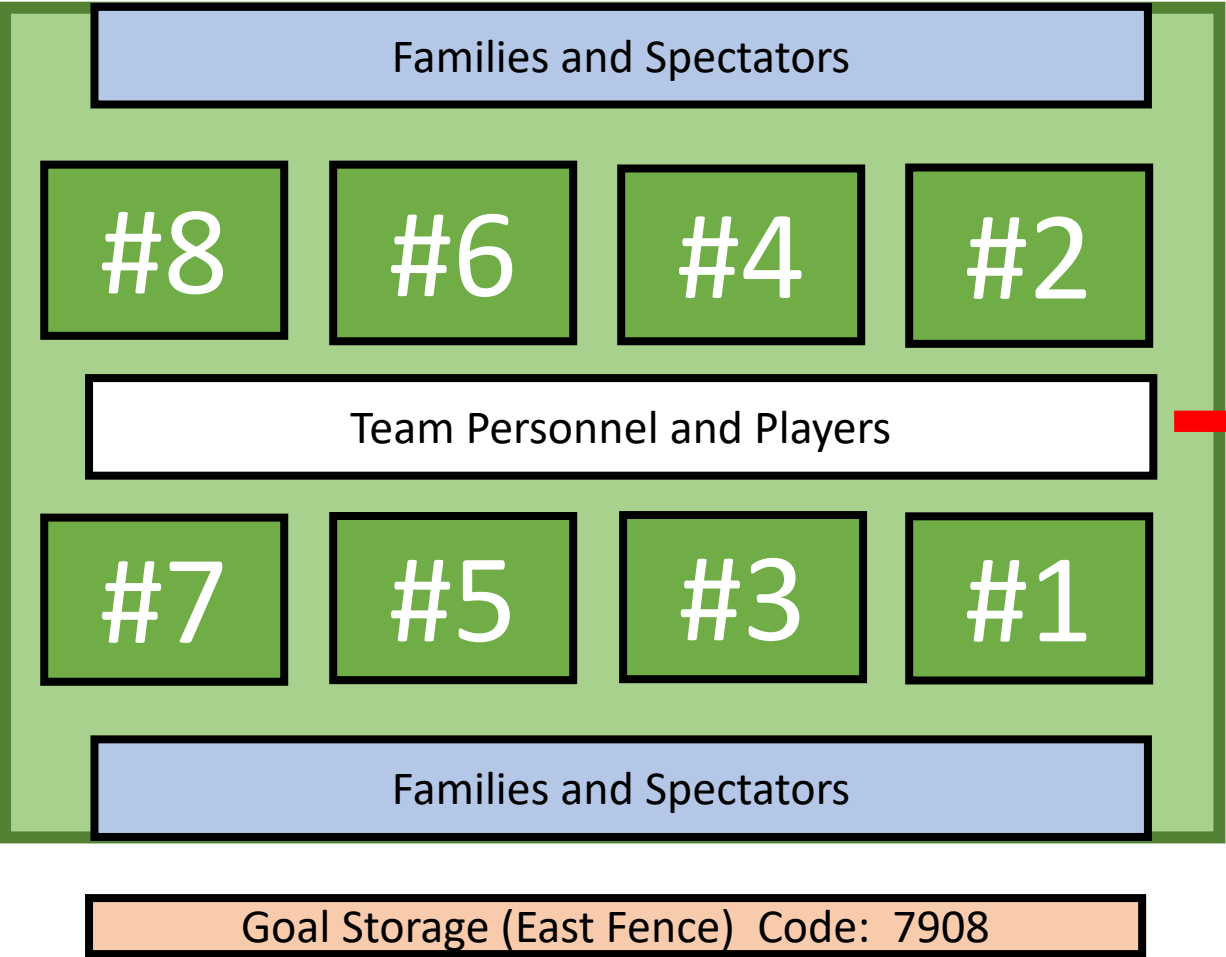 Families and Spectators
#8 #6 #4 #2
Team Personnel and Players
#7 #5 #3 #1
Families and Spectators
Goal Storage (East Fence)  Code:  7908